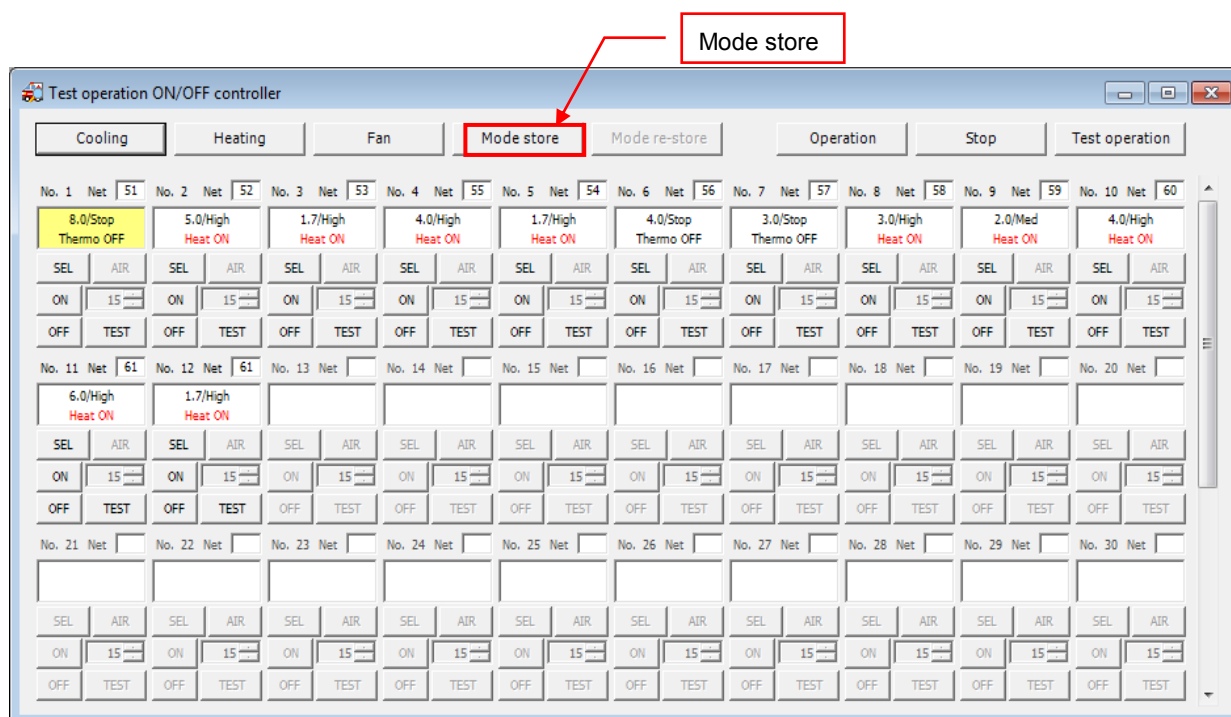 Mode store
Test operation ON/OFF controller
Cooling Heating Fan Mode store Mode re-store Operation Stop Test operation
No. 1 Net 51 No. 2 Net 52 No. 3 Net 53 No. 4 Net 55 No. 5 Net 54 No. 6 Net 56 No. 7 Net 57 No. 8 Net 58 No. 9 Net 59 No. 10 Net 60
8.0/Stop 5.0/High 1.7/High 4.0/High 1.7/High 4.0/Stop 3.0/Stop 3.0/High 2.0/Med 4.0/High
Thermo OFF Heat ON Heat ON Heat ON Heat ON Thermo OFF Thermo OFF Heat ON Heat ON Heat ON
SEL AIR SEL AIR SEL AIR SEL AIR SEL AIR SEL AIR SEL AIR SEL AIR SEL AIR SEL AIR
ON 15 ON 15 ON 15 ON 15 ON 15 ON 15 ON 15 ON 15 ON 15 ON 15
OFF TEST OFF TEST OFF TEST OFF TEST OFF TEST OFF TEST OFF TEST OFF TEST OFF TEST OFF TEST
No. 11 Net 61 No. 12 Net 61 No. 13 Net No. 14 Net No. 15 Net No. 16 Net No. 17 Net No. 18 Net No. 19 Net No. 20 Net
6.0/High 1.7/High
Heat ON Heat ON
SEL AIR SEL AIR SEL AIR SEL AIR SEL AIR SEL AIR SEL AIR SEL AIR SEL AIR SEL AIR
ON 15 ON 15 ON 15 ON 15 ON 15 ON 15 ON 15 ON 15 ON 15 ON 15
OFF TEST OFF TEST OFF TEST OFF TEST OFF TEST OFF TEST OFF TEST OFF TEST OFF TEST OFF TEST
No. 21 Net No. 22 Net No. 23 Net No. 24 Net No. 25 Net No. 26 Net No. 27 Net No. 28 Net No. 29 Net No. 30 Net
SEL AIR SEL AIR SEL AIR SEL AIR SEL AIR SEL AIR SEL AIR SEL AIR SEL AIR SEL AIR
ON 15 ON 15 ON 15 ON 15 ON 15 ON 15 ON 15 ON 15 ON 15 ON 15
OFF TEST OFF TEST OFF TEST OFF TEST OFF TEST OFF TEST OFF TEST OFF TEST OFF TEST OFF TEST